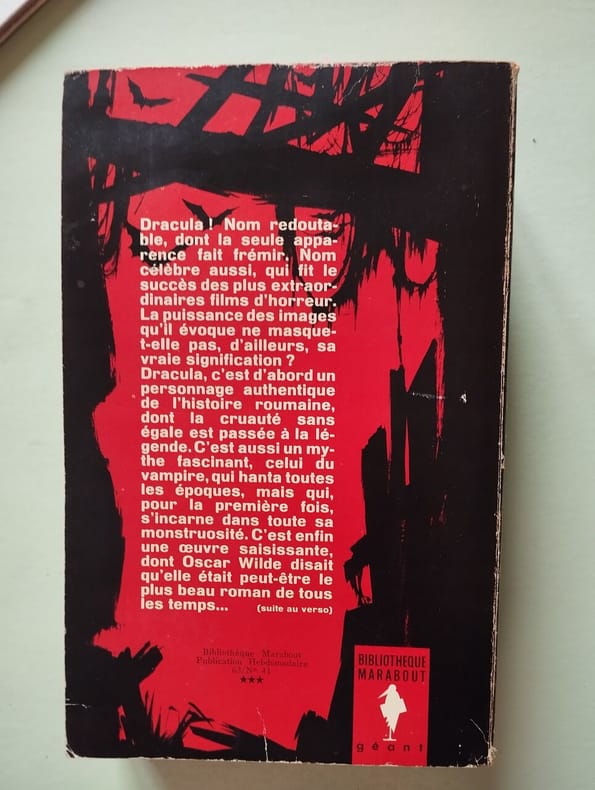 Dracula ! Nom redouta-
ble, dont la seule appa-
rence fait frémir. Nom
célèbre aussi, qui fit le
succès des plus extraor-
dinaires films d'horreur.
La puissance des images
qu'il évoque ne masque-
t-elle pas, d'ailleurs, sa
vraie signification ?
Dracula, c'est d'abord un
personnage authentique
de l'histoire roumaine,
dont la cruauté sans
égale est passée à la lé-
gende. C'est aussi un my-
the fascinant, celui du
vampire, qui hanta toutes
les époques, mais qui,
pour la première fois,
s'incarne dans toute sa
monstruosité. C'est enfin
une œuvre saisissante,
dont Oscar Wilde disait
qu'elle était peut-être le
plus beau roman de tous
les temps... (suite au verso)
Bibliothèque Marabout
Publication Hebdomadaire
63/Nº 41
★★★
BIBLIOTHEQUE
MARABOUT
géant